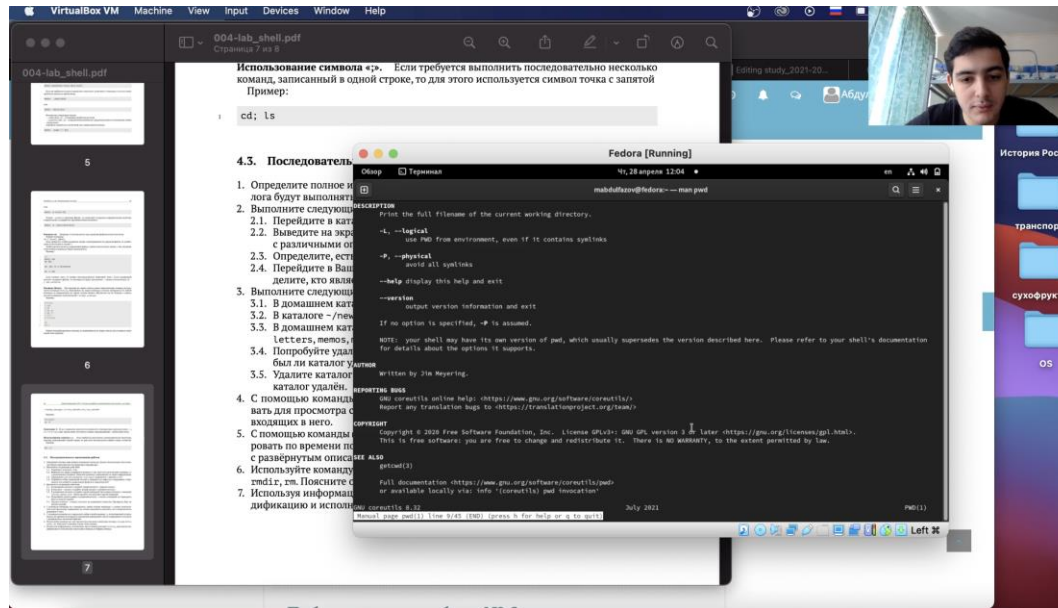 VirtualBox VM Machine View Input Devices Window Help
004-lab_shell.pdf
Страница 7 из 8
004-lab_shell.pdf
5
6
7
Использование символа «;». Если требуется выполнить последовательно несколько
команд, записанный в одной строке, то для этого используется символ точка с запятой
Пример:
1 cd; ls
4.3. Последователь
1. Определите полное и
лога будут выполнят
2. Выполните следующ
2.1. Перейдите в ката
2.2. Выведите на экра
с различными оп
2.3. Определите, ест
2.4. Перейдите в Ваш
делите, кто явля
3. Выполните следующ
3.1. В домашнем кат
3.2. В каталоге ~/new
3.3. В домашнем кат
letters, memos,
3.4. Попробуйте удал
был ли каталог у
3.5. Удалите каталог
каталог удалён.
4. С помощью команд
вать для просмотра с
входящих в него.
5. С помощью команды
ровать по времени по
с развёрнутым описа
6. Используйте команду
rmdir, rm. Поясните о
7. Используя информац
дификацию и исполн
Editing study_2021-20...
Абдул
Fedora [Running]
Обзор Терминал Чт, 28 апреля 12:04 en
mabdulfazov@fedora:~ — man pwd
DESCRIPTION
Print the full filename of the current working directory.
-L, --logical
use PWD from environment, even if it contains symlinks
-P, --physical
avoid all symlinks
--help display this help and exit
--version
output version information and exit
If no option is specified, -P is assumed.
NOTE: your shell may have its own version of pwd, which usually supersedes the version described here. Please refer to your shell's documentation
for details about the options it supports.
AUTHOR
Written by Jim Meyering.
REPORTING BUGS
GNU coreutils online help: <https://www.gnu.org/software/coreutils/>
Report any translation bugs to <https://translationproject.org/team/>
COPYRIGHT
Copyright © 2020 Free Software Foundation, Inc. License GPLv3+: GNU GPL version 3 or later <https://gnu.org/licenses/gpl.html>.
This is free software: you are free to change and redistribute it. There is NO WARRANTY, to the extent permitted by law.
SEE ALSO
getcwd(3)
Full documentation <https://www.gnu.org/software/coreutils/pwd>
or available locally via: info '(coreutils) pwd invocation'
GNU coreutils 8.32 July 2021 PWD(1)
Manual page pwd(1) line 9/45 (END) (press h for help or q to quit)
Left ⌘
История Рос
транспор
сухофрук
OS